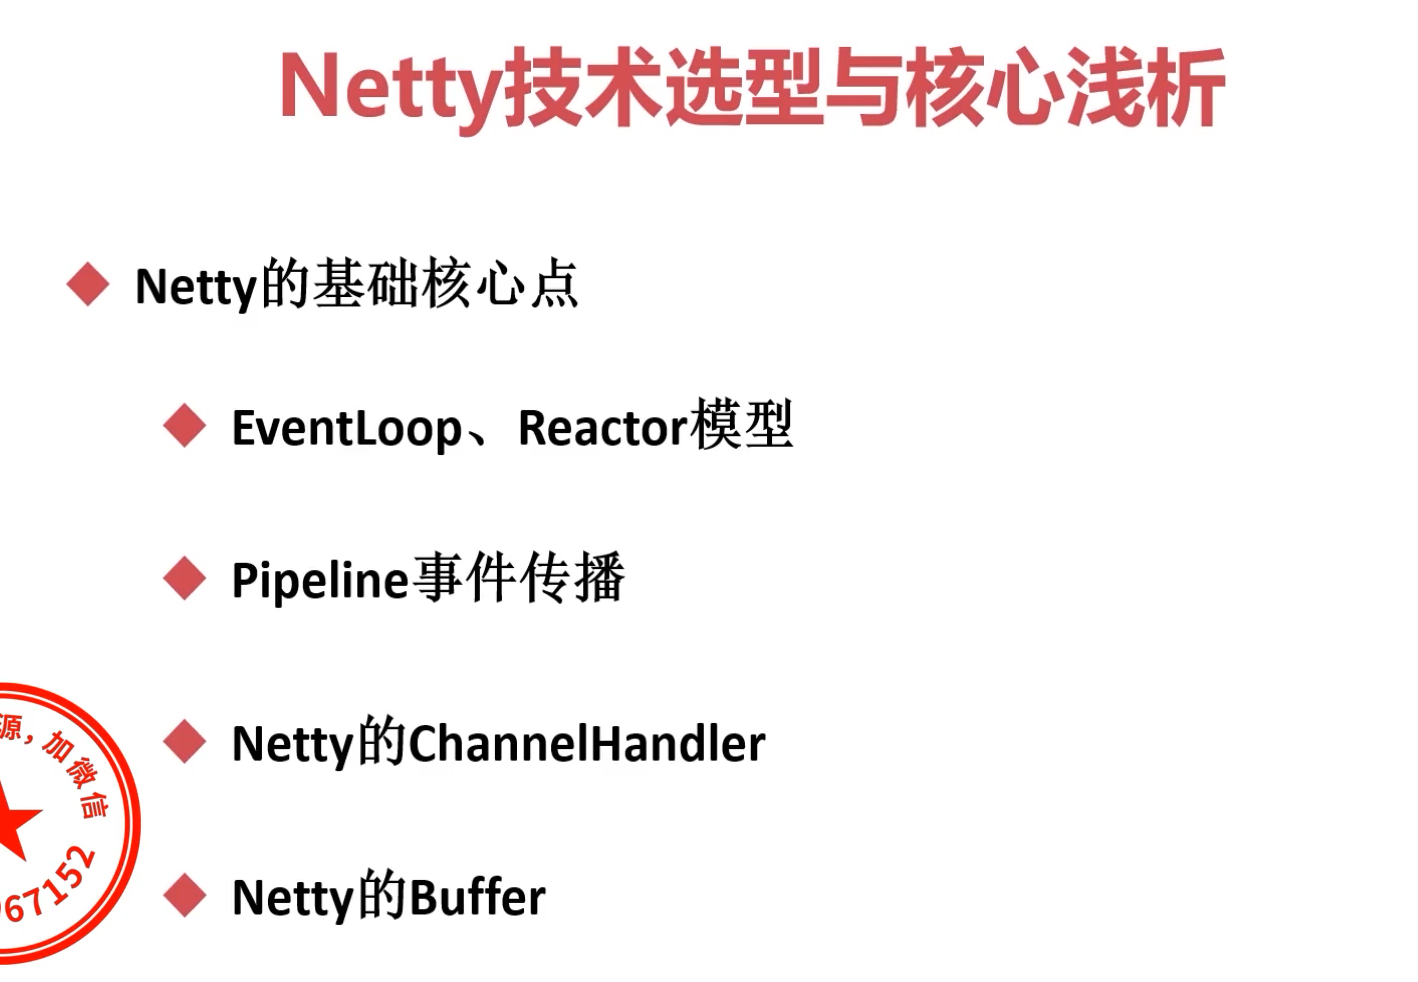 Netty技术选型与核心浅析
Netty的基础核心点
EventLoop、Reactor模型
Pipeline事件传播
Netty的ChannelHandler
Netty的Buffer
源，加微信
67152